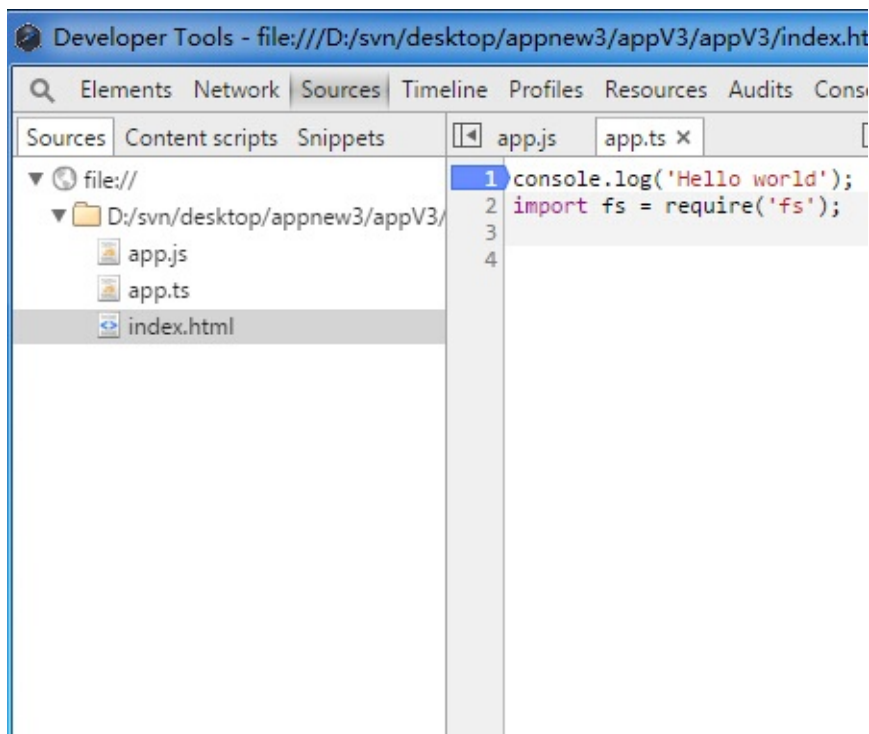 Developer Tools - file:///D:/svn/desktop/appnew3/appV3/appV3/index.ht
Elements Network Sources Timeline Profiles Resources Audits Cons
Sources Content scripts Snippets
app.js app.ts ×
file://
D:/svn/desktop/appnew3/appV3/
app.js
app.ts
index.html
1 console.log('Hello world');
2 import fs = require('fs');
3
4